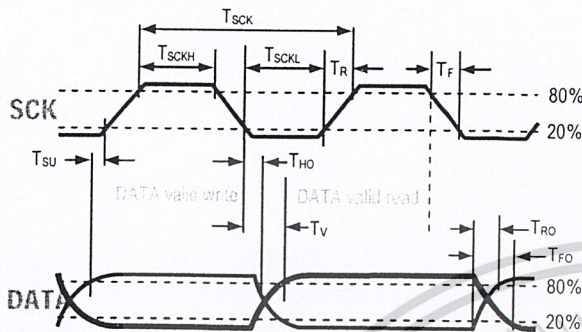 TSCK
TSCKH
TSCKL
TR
TF
SCK
80%
20%
TSU
THO
DATA valid write
DATA valid read
TV
TRO
TFO
DATA
80%
20%